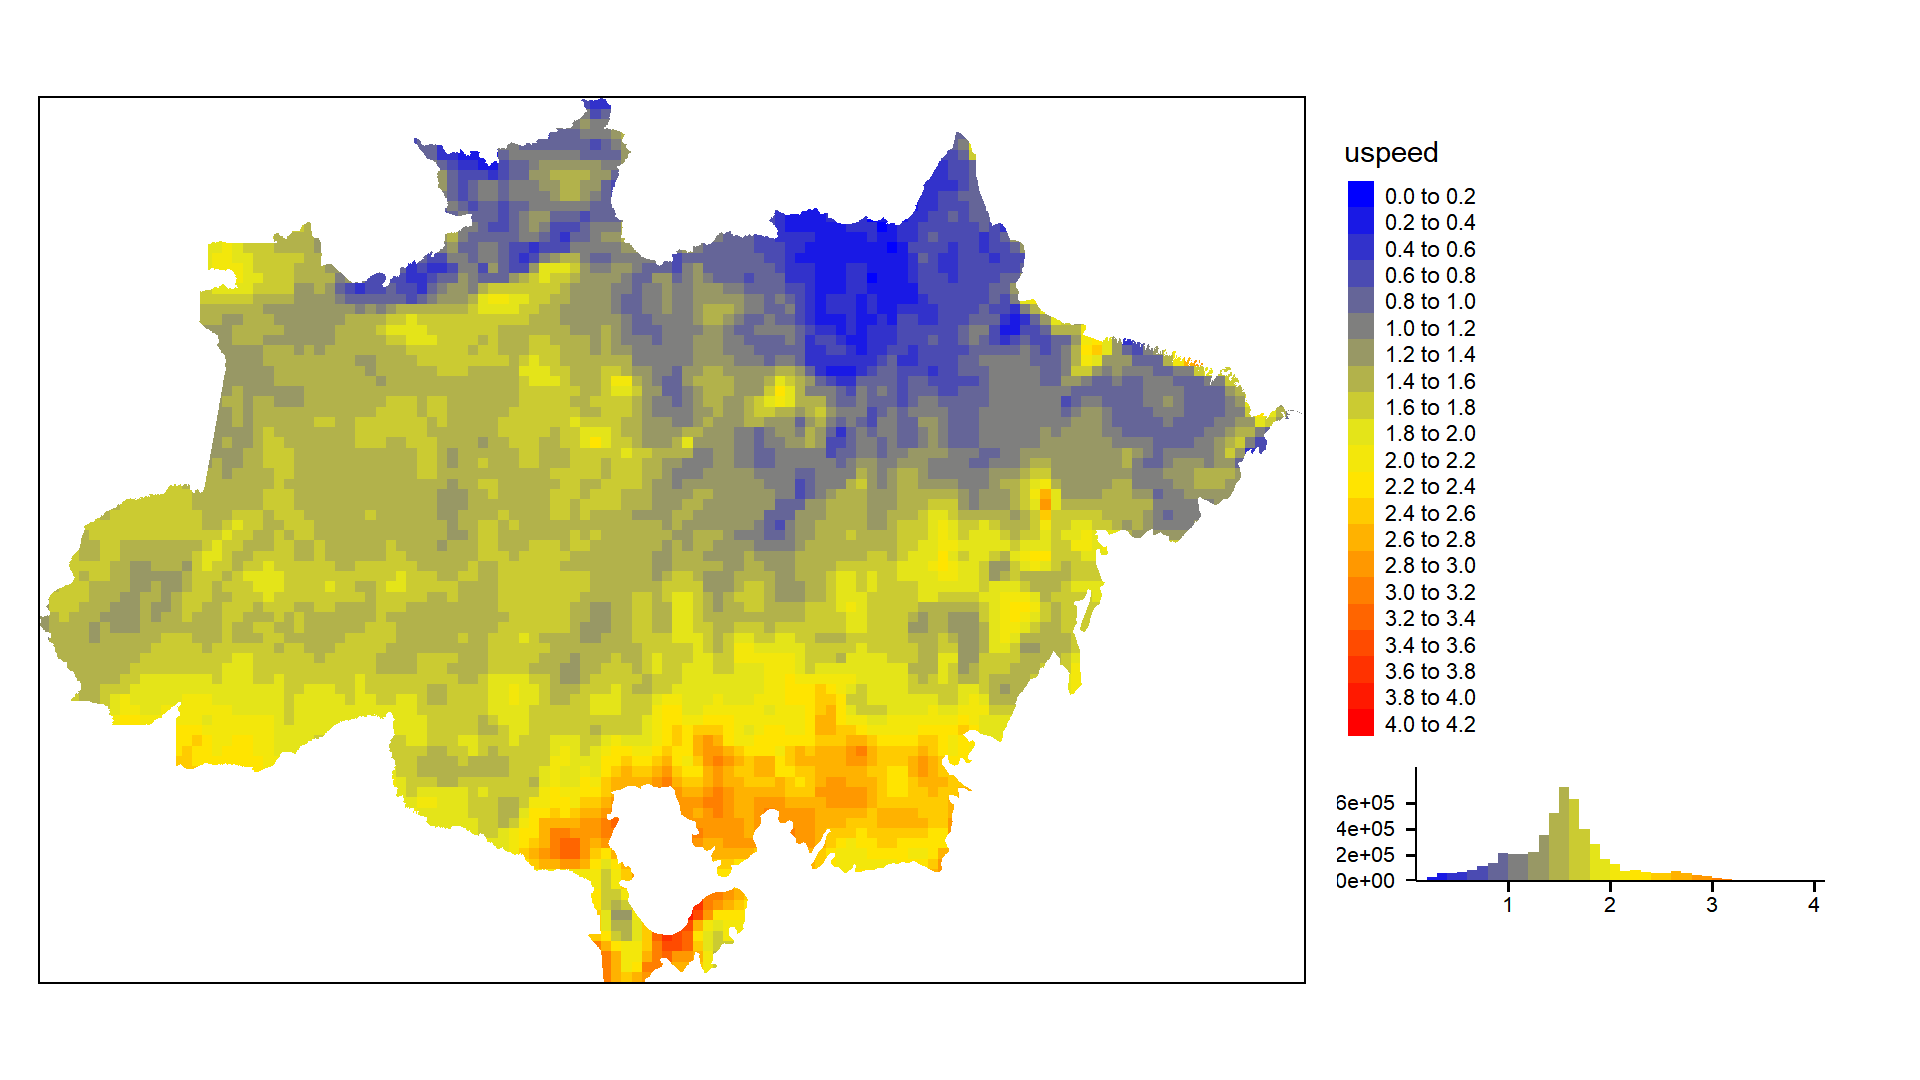 uspeed
0.0 to 0.2
0.2 to 0.4
0.4 to 0.6
0.6 to 0.8
0.8 to 1.0
1.0 to 1.2
1.2 to 1.4
1.4 to 1.6
1.6 to 1.8
1.8 to 2.0
2.0 to 2.2
2.2 to 2.4
2.4 to 2.6
2.6 to 2.8
2.8 to 3.0
3.0 to 3.2
3.2 to 3.4
3.4 to 3.6
3.6 to 3.8
3.8 to 4.0
4.0 to 4.2
6e+05
4e+05
2e+05
0e+00
1 2 3 4